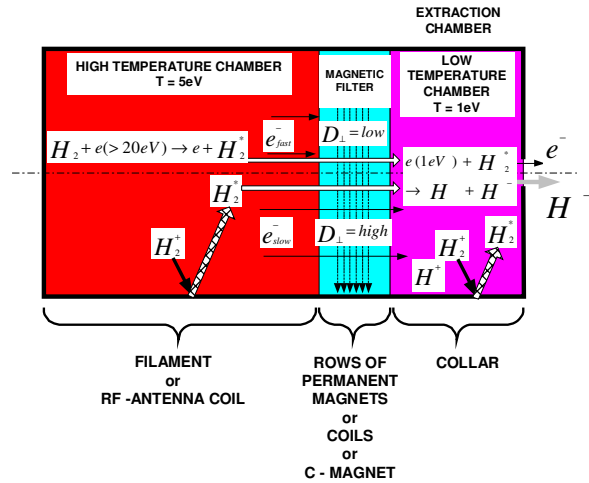 EXTRACTION
CHAMBER
HIGH TEMPERATURE CHAMBER
T = 5eV
MAGNETIC
FILTER
LOW
TEMPERATURE
CHAMBER
T = 1eV
e⁻fast
D⊥ = low
H₂ + e(> 20eV) → e + H₂*
e (1eV) + H₂*
→ H + H⁻
e⁻
H⁻
H₂*
e⁻slow
D⊥ = high
H₂⁺
H₂⁺
H₂*
H⁺
FILAMENT
or
RF -ANTENNA COIL
ROWS OF
PERMANENT
MAGNETS
or
COILS
or
C - MAGNET
COLLAR